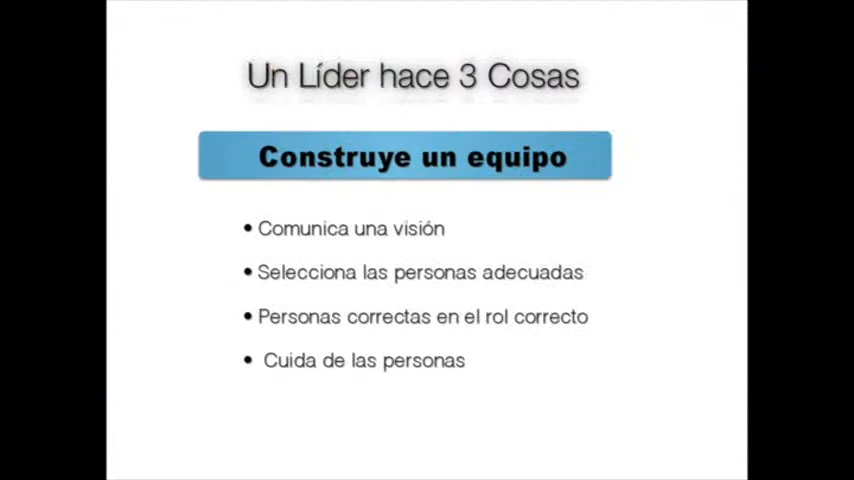 Un Líder hace 3 Cosas
Construye un equipo
• Comunica una visión
• Selecciona las personas adecuadas
• Personas correctas en el rol correcto
• Cuida de las personas